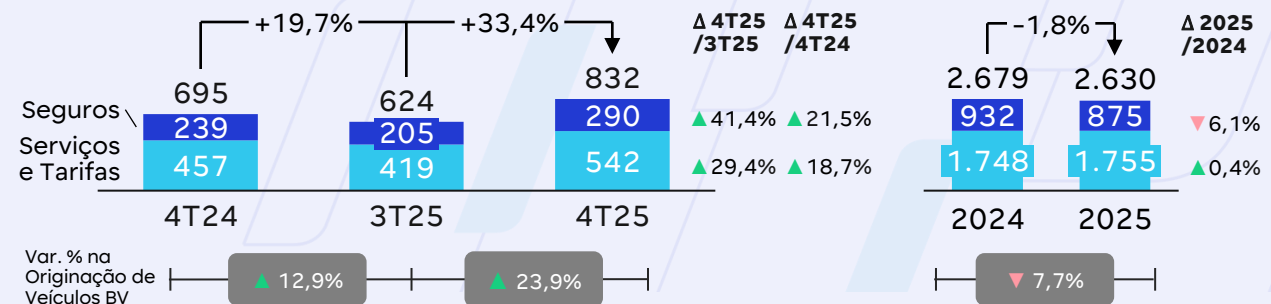 +19,7%
+33,4%
Δ 4T25
/3T25
Δ 4T25
/4T24
-1,8%
Δ 2025
/2024
695
624
832
2.679
2.630
Seguros
239
205
290
▲41,4%
▲21,5%
932
875
▼6,1%
Serviços
e Tarifas
457
419
542
▲29,4%
▲18,7%
1.748
1.755
▲0,4%
4T24
3T25
4T25
2024
2025
Var. % na
Originação de
Veículos BV
▲ 12,9%
▲ 23,9%
▼ 7,7%